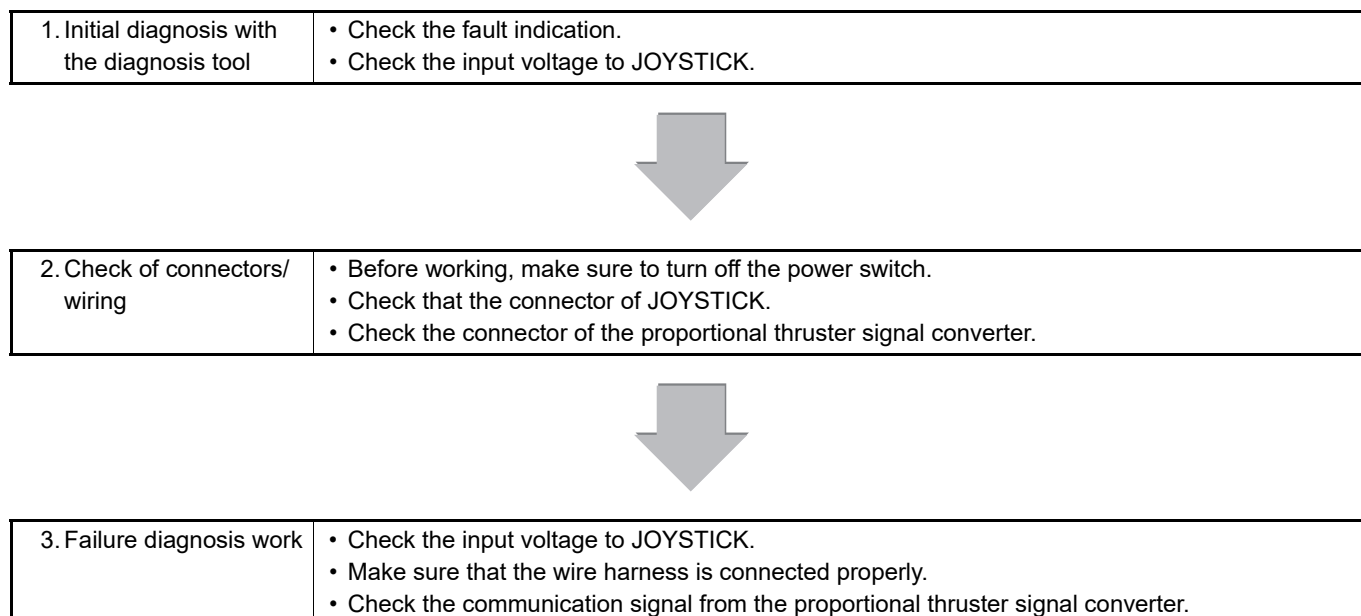 1. Initial diagnosis with
the diagnosis tool
• Check the fault indication.
• Check the input voltage to JOYSTICK.
2. Check of connectors/
wiring
• Before working, make sure to turn off the power switch.
• Check that the connector of JOYSTICK.
• Check the connector of the proportional thruster signal converter.
3. Failure diagnosis work
• Check the input voltage to JOYSTICK.
• Make sure that the wire harness is connected properly.
• Check the communication signal from the proportional thruster signal converter.